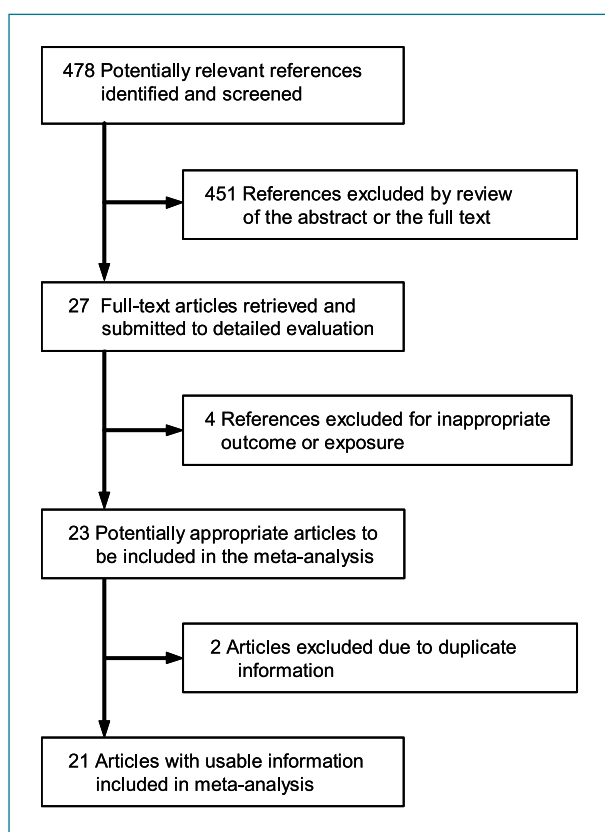 478 Potentially relevant references
identified and screened
451 References excluded by review
of the abstract or the full text
27 Full-text articles retrieved and
submitted to detailed evaluation
4 References excluded for inappropriate
outcome or exposure
23 Potentially appropriate articles to
be included in the meta-analysis
2 Articles excluded due to duplicate
information
21 Articles with usable information
included in meta-analysis